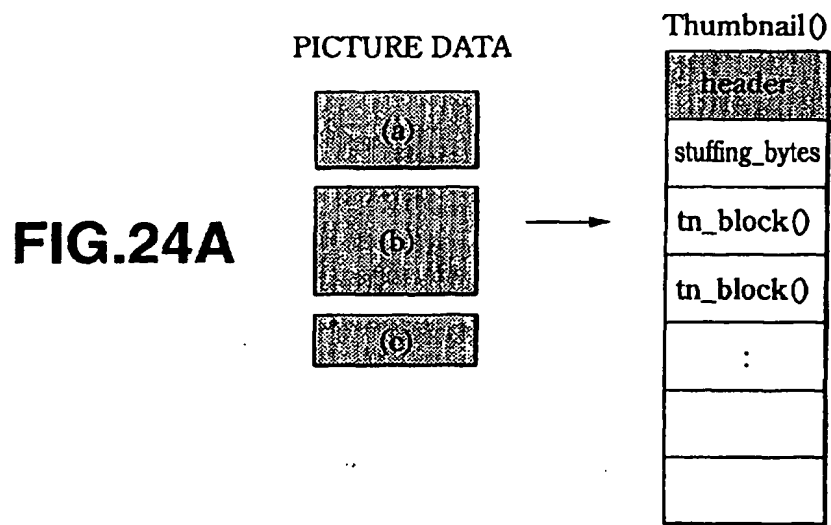 FIG.24A
PICTURE DATA
(a)
(b)
(c)
Thumbnail()
header
stuffing_bytes
tn_block()
tn_block()
: